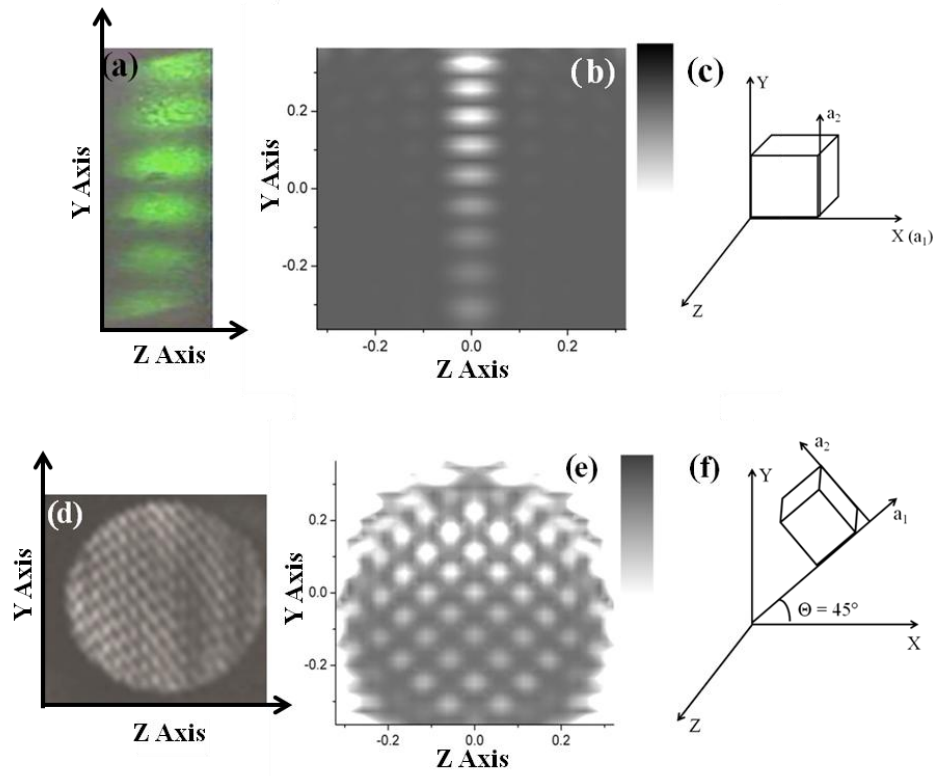 (a)
Y Axis
Z Axis
(b)
Y Axis
0.2
0.0
-0.2
-0.2 0.0 0.2
Z Axis
(c)
Y
a₂
X (a₁)
Z
(d)
Y Axis
Z Axis
(e)
Y Axis
0.2
0.0
-0.2
-0.2 0.0 0.2
Z Axis
(f)
Y
a₂
a₁
Θ = 45°
X
Z